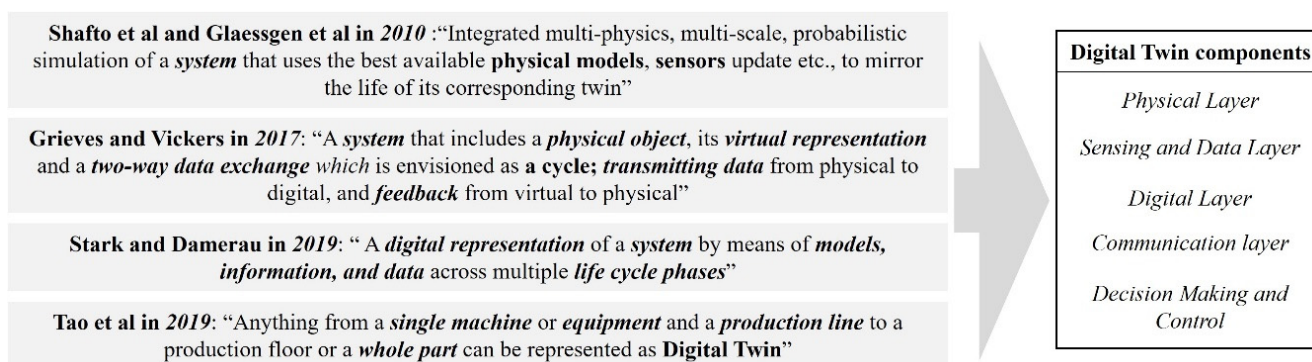 Shafto et al and Glaessgen et al in 2010 :“Integrated multi-physics, multi-scale, probabilistic
simulation of a system that uses the best available physical models, sensors update etc., to mirror
the life of its corresponding twin”
Grieves and Vickers in 2017: “A system that includes a physical object, its virtual representation
and a two-way data exchange which is envisioned as a cycle; transmitting data from physical to
digital, and feedback from virtual to physical”
Stark and Damerau in 2019: “ A digital representation of a system by means of models,
information, and data across multiple life cycle phases”
Tao et al in 2019: “Anything from a single machine or equipment and a production line to a
production floor or a whole part can be represented as Digital Twin”
Digital Twin components
Physical Layer
Sensing and Data Layer
Digital Layer
Communication layer
Decision Making and
Control